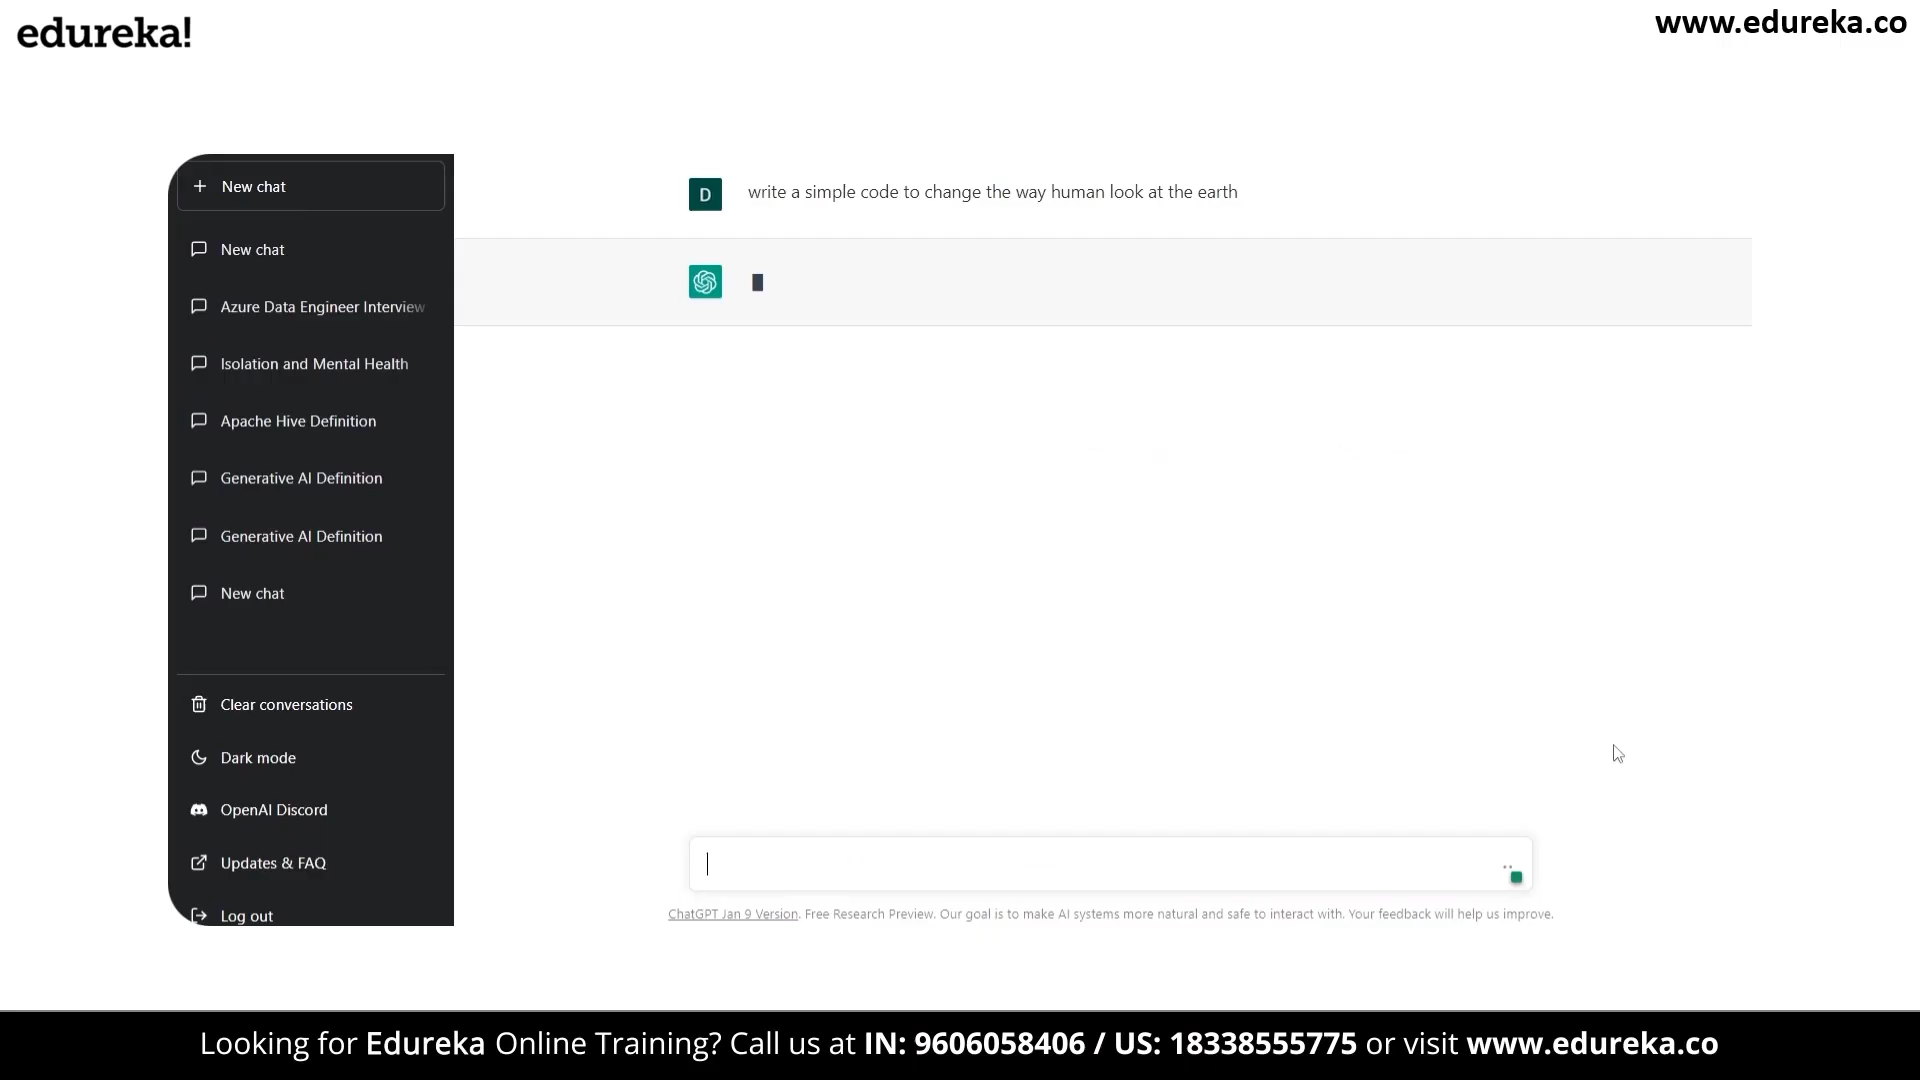 edureka!
www.edureka.co
New chat
New chat
Azure Data Engineer Interview
Isolation and Mental Health
Apache Hive Definition
Generative AI Definition
Generative AI Definition
New chat
Clear conversations
Dark mode
OpenAI Discord
Updates & FAQ
Log out
D
write a simple code to change the way human look at the earth
ChatGPT Jan 9 Version. Free Research Preview. Our goal is to make AI systems more natural and safe to interact with. Your feedback will help us improve.
Looking for Edureka Online Training? Call us at IN: 9606058406 / US: 18338555775 or visit www.edureka.co